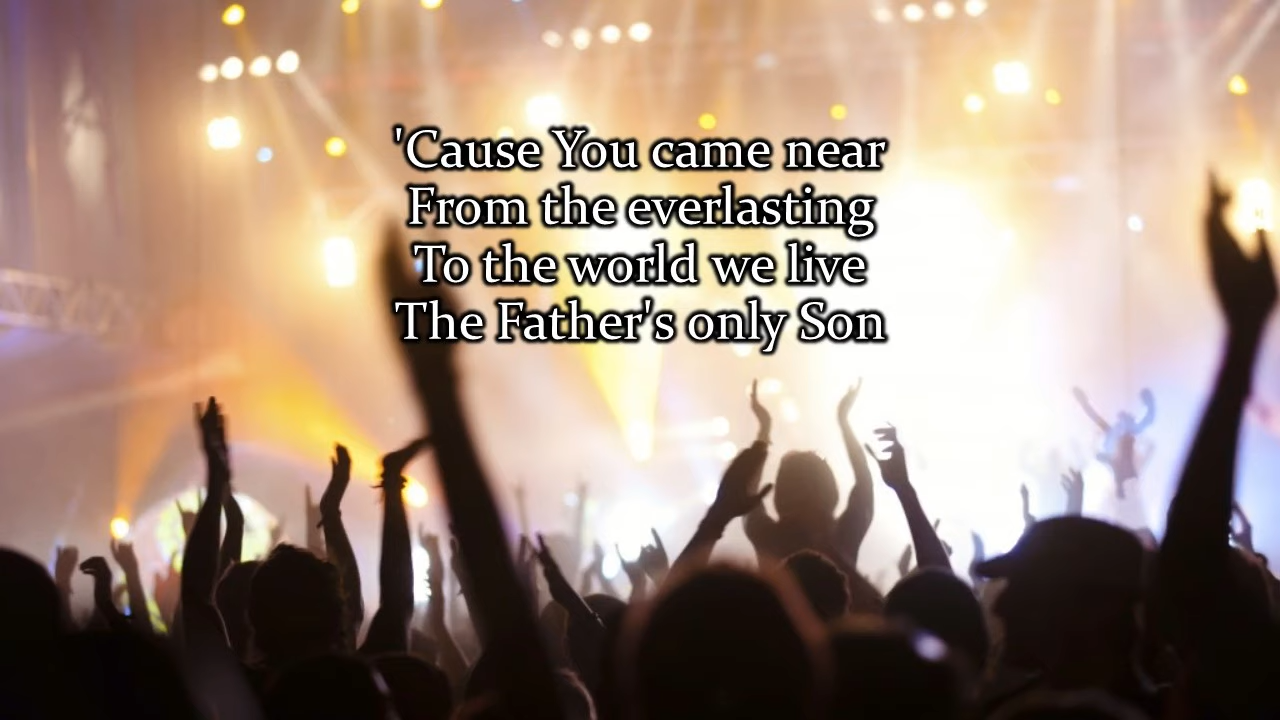 'Cause You came near
From the everlasting
To the world we live
The Father's only Son